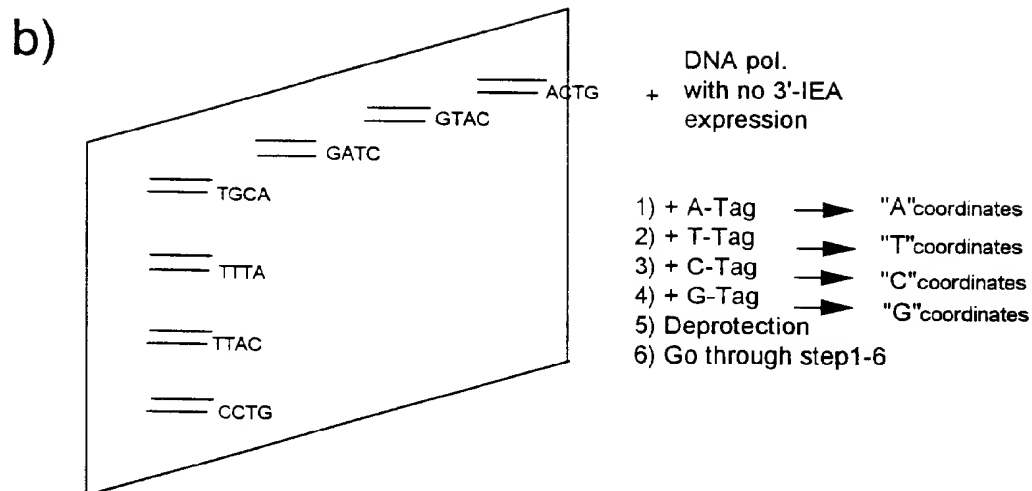 b)
ACTG
GTAC
GATC
TGCA
TTTA
TTAC
CCTG
+
DNA pol.
with no 3'-IEA
expression
1) + A-Tag "A"coordinates
2) + T-Tag "T"coordinates
3) + C-Tag "C"coordinates
4) + G-Tag "G"coordinates
5) Deprotection
6) Go through step1-6